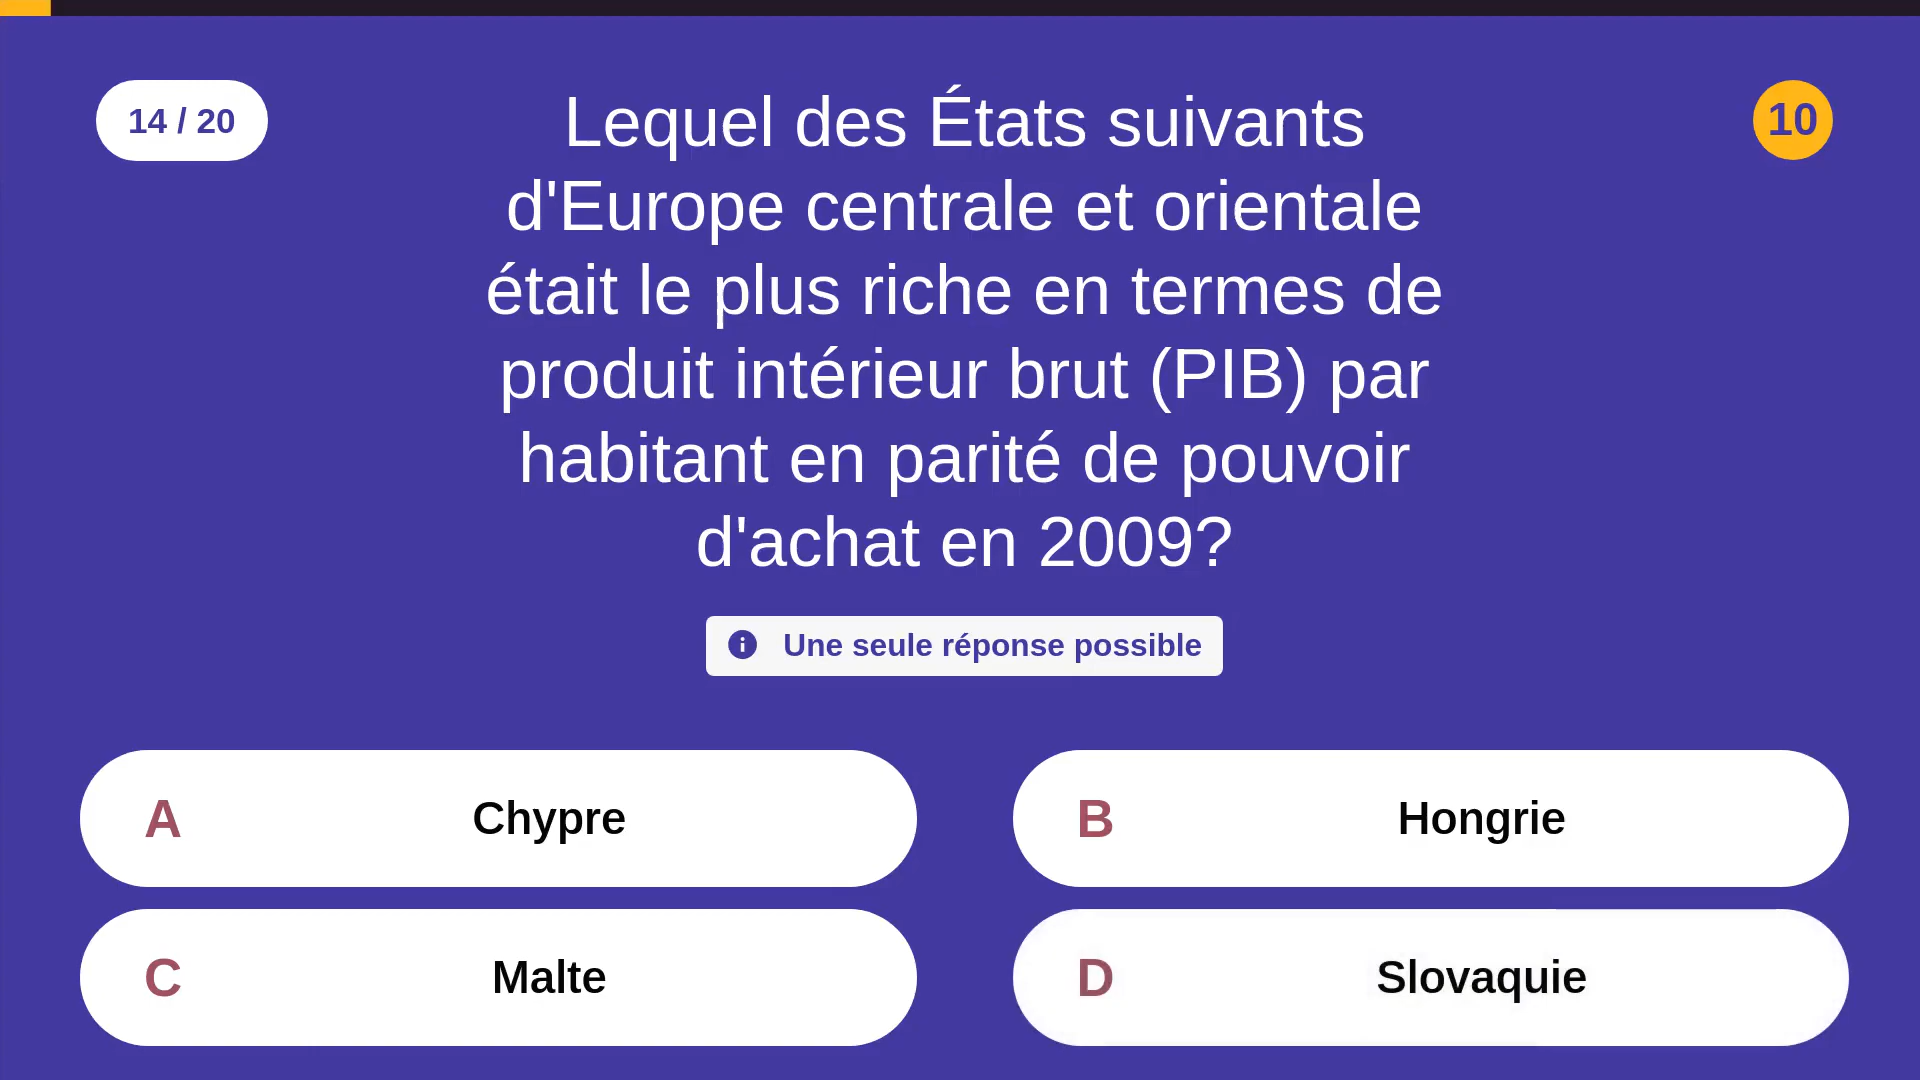 14 / 20
10
Lequel des États suivants
d'Europe centrale et orientale
était le plus riche en termes de
produit intérieur brut (PIB) par
habitant en parité de pouvoir
d'achat en 2009?
Une seule réponse possible
A Chypre
B Hongrie
C Malte
D Slovaquie